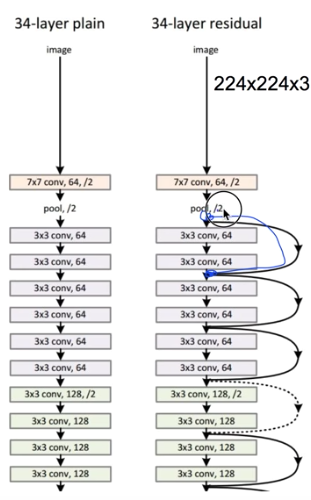 34-layer plain
34-layer residual
image
image
224x224x3
7x7 conv, 64, /2
7x7 conv, 64, /2
pool, /2
pool, /2
3x3 conv, 64
3x3 conv, 64
3x3 conv, 64
3x3 conv, 64
3x3 conv, 64
3x3 conv, 64
3x3 conv, 64
3x3 conv, 64
3x3 conv, 64
3x3 conv, 64
3x3 conv, 64
3x3 conv, 64
3x3 conv, 128, /2
3x3 conv, 128, /2
3x3 conv, 128
3x3 conv, 128
3x3 conv, 128
3x3 conv, 128
3x3 conv, 128
3x3 conv, 128